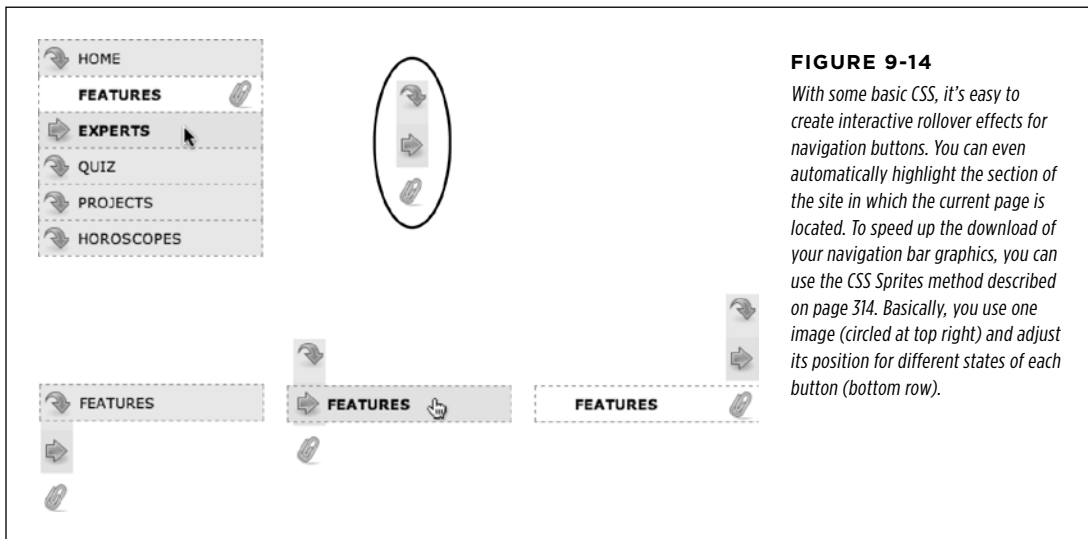 HOME
FEATURES
EXPERTS
QUIZ
PROJECTS
HOROSCOPES
FEATURES
FEATURES
FEATURES
FIGURE 9-14
With some basic CSS, it's easy to
create interactive rollover effects for
navigation buttons. You can even
automatically highlight the section of
the site in which the current page is
located. To speed up the download of
your navigation bar graphics, you can
use the CSS Sprites method described
on page 314. Basically, you use one
image (circled at top right) and adjust
its position for different states of each
button (bottom row).